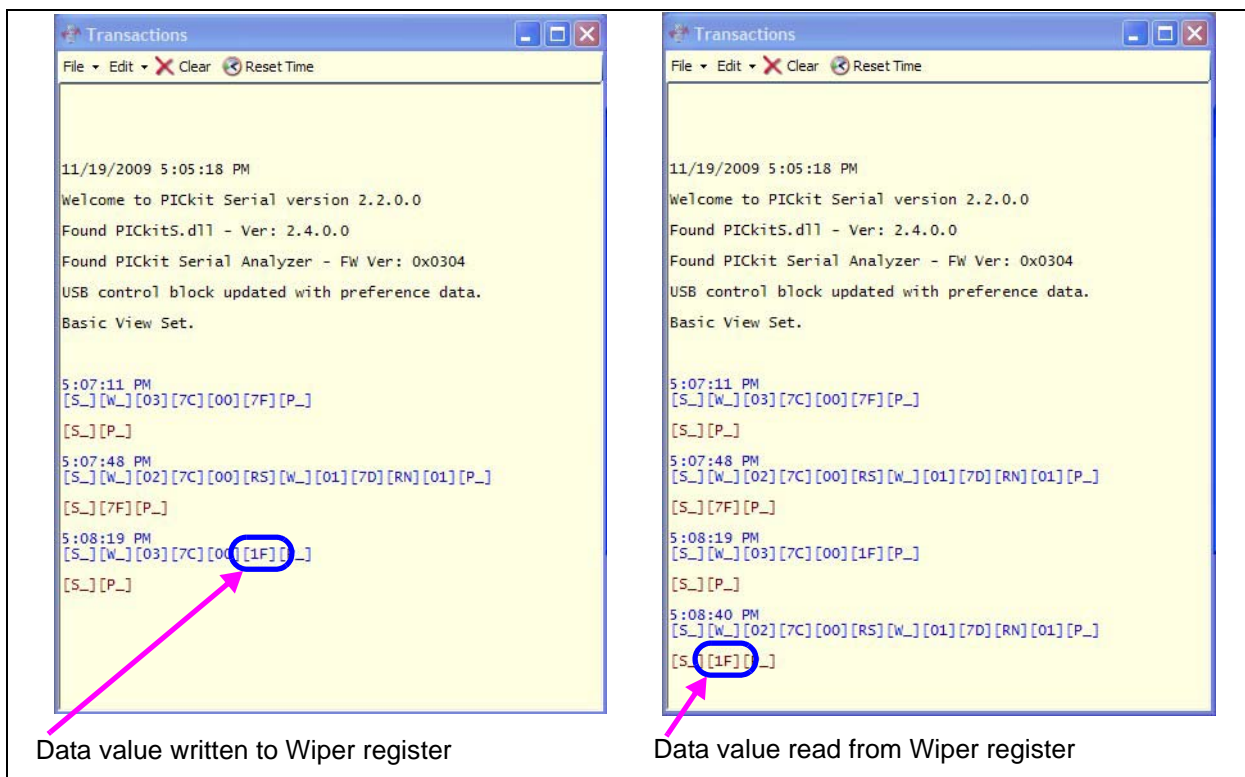 Transactions
File Edit Clear Reset Time
11/19/2009 5:05:18 PM
Welcome to PICkit Serial version 2.2.0.0
Found PICkitS.dll - Ver: 2.4.0.0
Found PICkit Serial Analyzer - FW Ver: 0x0304
USB control block updated with preference data.
Basic View Set.
5:07:11 PM
[S_][W_][03][7C][00][7F][P_]
[S_][P_]
5:07:48 PM
[S_][W_][02][7C][00][RS][W_][01][7D][RN][01][P_]
[S_][7F][P_]
5:08:19 PM
[S_][W_][03][7C][00][1F][P_]
[S_][P_]
Data value written to Wiper register
Transactions
File Edit Clear Reset Time
11/19/2009 5:05:18 PM
Welcome to PICkit Serial version 2.2.0.0
Found PICkitS.dll - Ver: 2.4.0.0
Found PICkit Serial Analyzer - FW Ver: 0x0304
USB control block updated with preference data.
Basic View Set.
5:07:11 PM
[S_][W_][03][7C][00][7F][P_]
[S_][P_]
5:07:48 PM
[S_][W_][02][7C][00][RS][W_][01][7D][RN][01][P_]
[S_][7F][P_]
5:08:19 PM
[S_][W_][03][7C][00][1F][P_]
[S_][P_]
5:08:40 PM
[S_][W_][02][7C][00][RS][W_][01][7D][RN][01][P_]
[S_][1F][P_]
Data value read from Wiper register